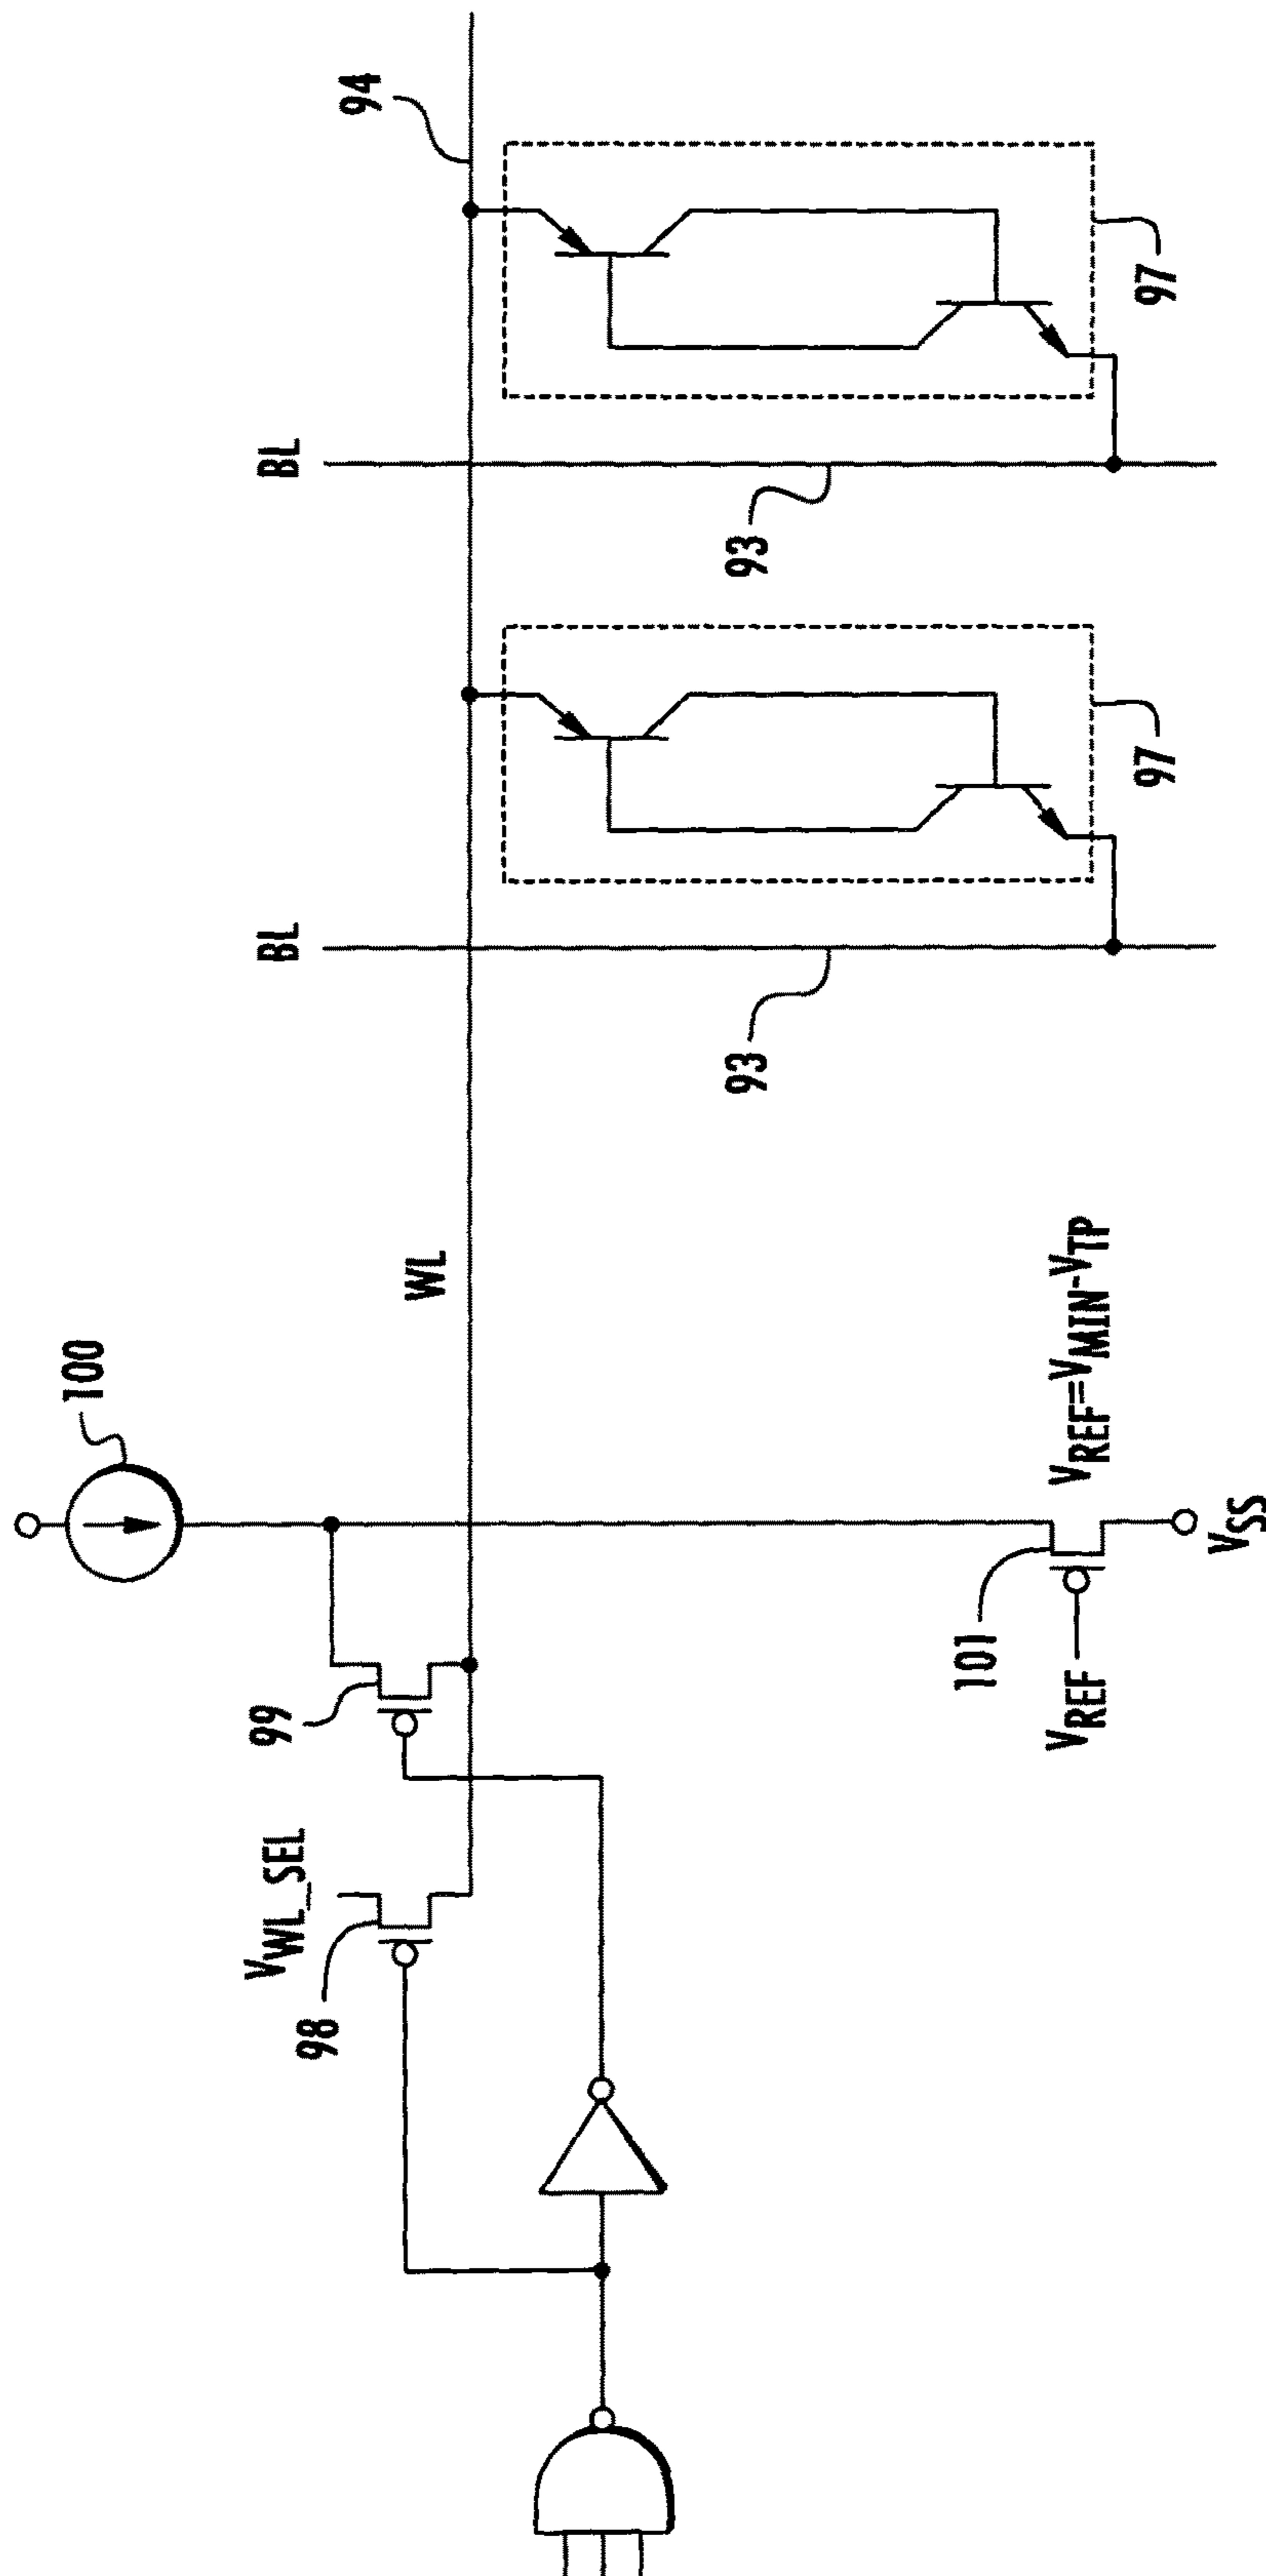 100
94
BL
BL
WL
99
V_WL_SEL
98
93
93
97
97
101
V_REF
V_REF=V_MIN-V_TP
V_SS